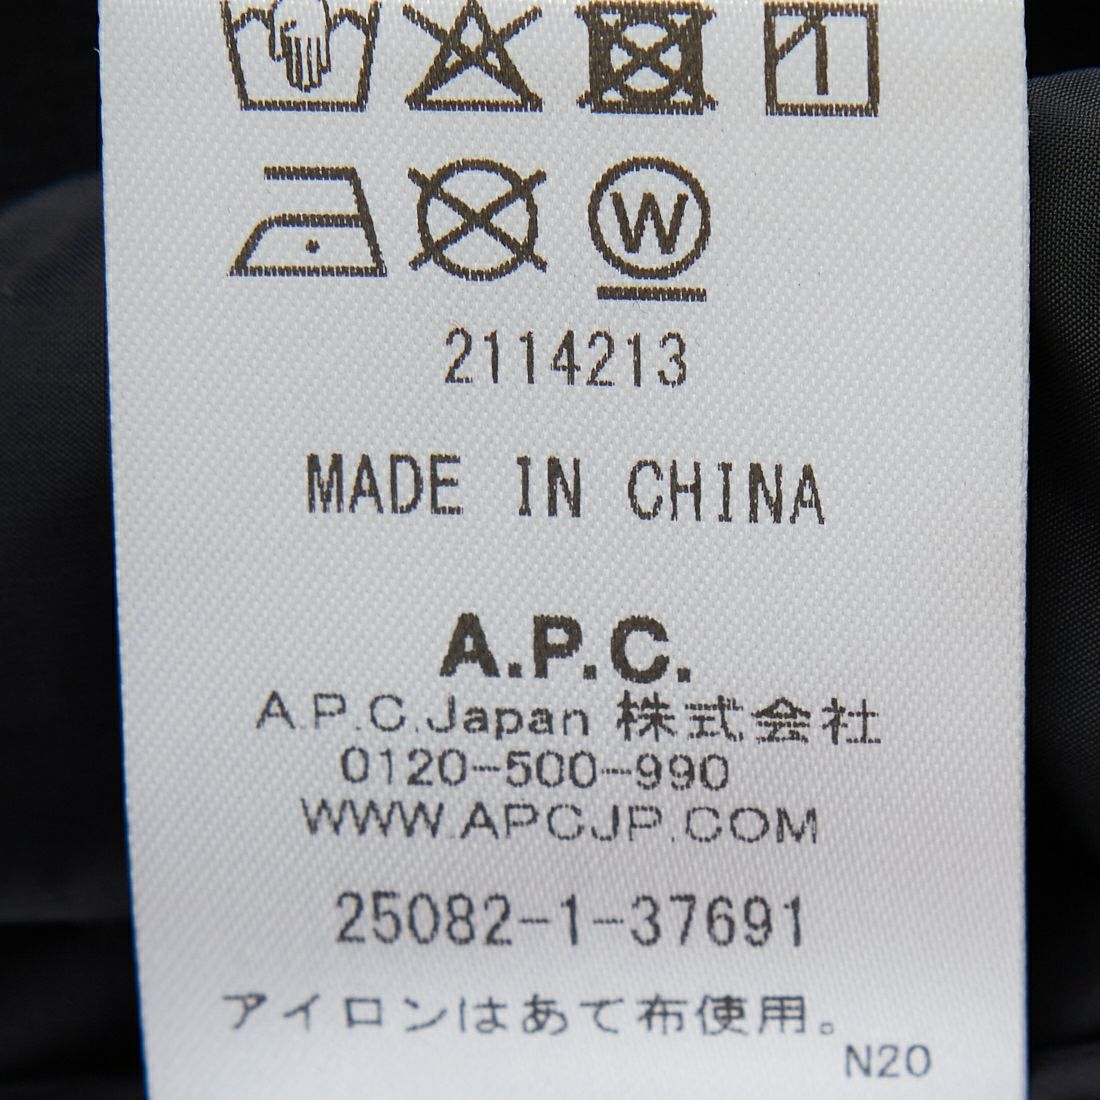 W
2114213
MADE IN CHINA
A.P.C.
A.P.C.Japan 株式会社
0120-500-990
WWW.APCJP.COM
25082-1-37691
アイロンはあて布使用。
N20